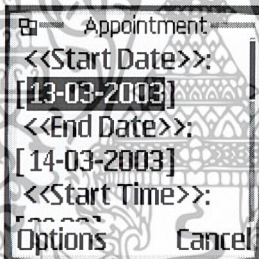 Appointment
<<Start Date>>:
[13-03-2003]
<<End Date>>:
[14-03-2003]
<<Start Time>>:
Options Cancel